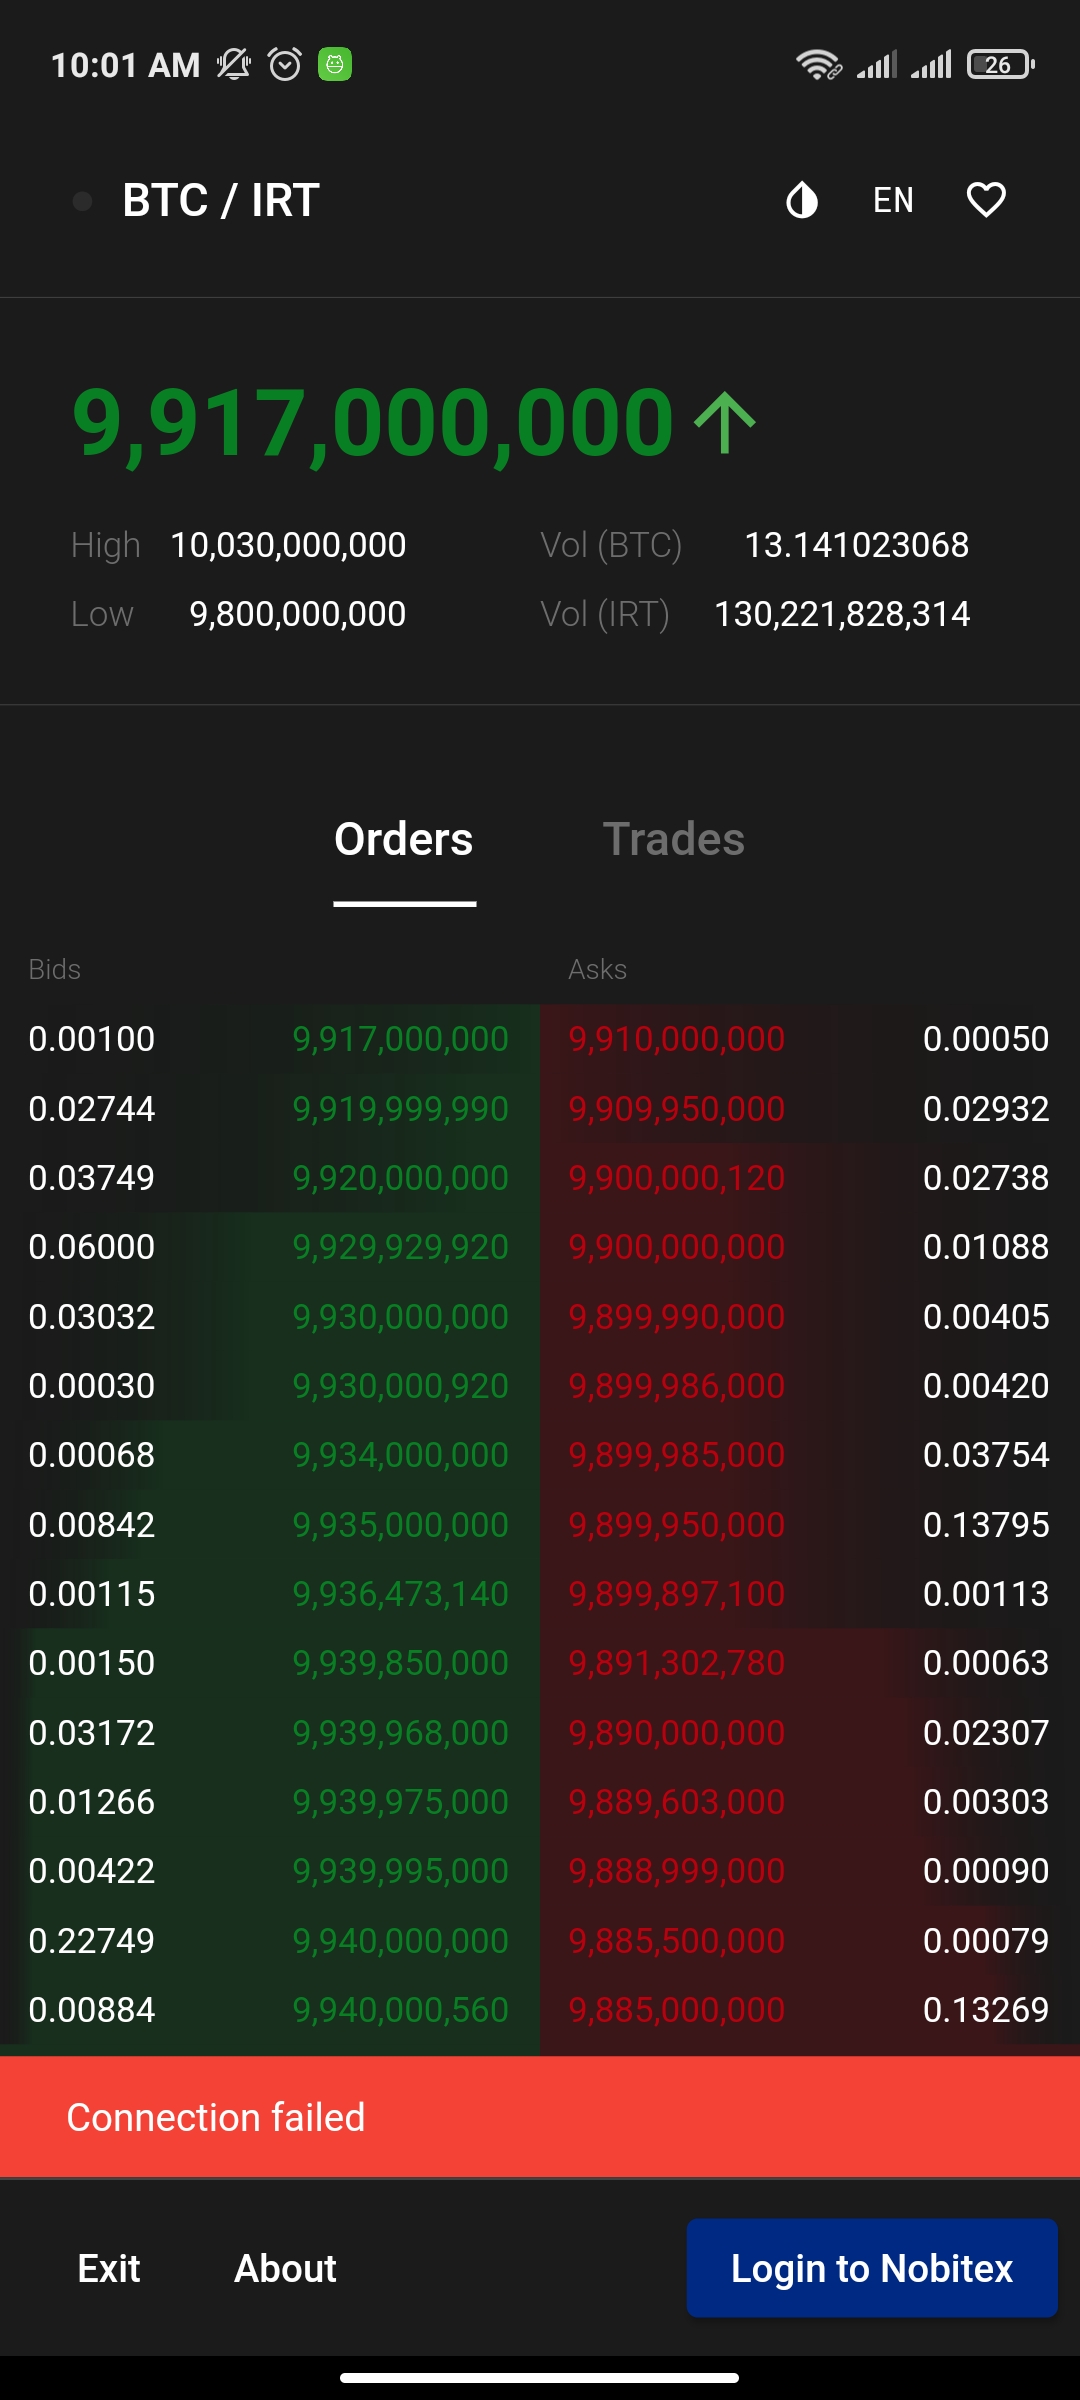 10:01 AM 26
BTC / IRT EN
9,917,000,000
High 10,030,000,000 Vol (BTC) 13.141023068
Low 9,800,000,000 Vol (IRT) 130,221,828,314
Orders Trades
Bids Asks
0.00100 9,917,000,000 9,910,000,000 0.00050
0.02744 9,919,999,990 9,909,950,000 0.02932
0.03749 9,920,000,000 9,900,000,120 0.02738
0.06000 9,929,929,920 9,900,000,000 0.01088
0.03032 9,930,000,000 9,899,990,000 0.00405
0.00030 9,930,000,920 9,899,986,000 0.00420
0.00068 9,934,000,000 9,899,985,000 0.03754
0.00842 9,935,000,000 9,899,950,000 0.13795
0.00115 9,936,473,140 9,899,897,100 0.00113
0.00150 9,939,850,000 9,891,302,780 0.00063
0.03172 9,939,968,000 9,890,000,000 0.02307
0.01266 9,939,975,000 9,889,603,000 0.00303
0.00422 9,939,995,000 9,888,999,000 0.00090
0.22749 9,940,000,000 9,885,500,000 0.00079
0.00884 9,940,000,560 9,885,000,000 0.13269
Connection failed
Exit About Login to Nobitex